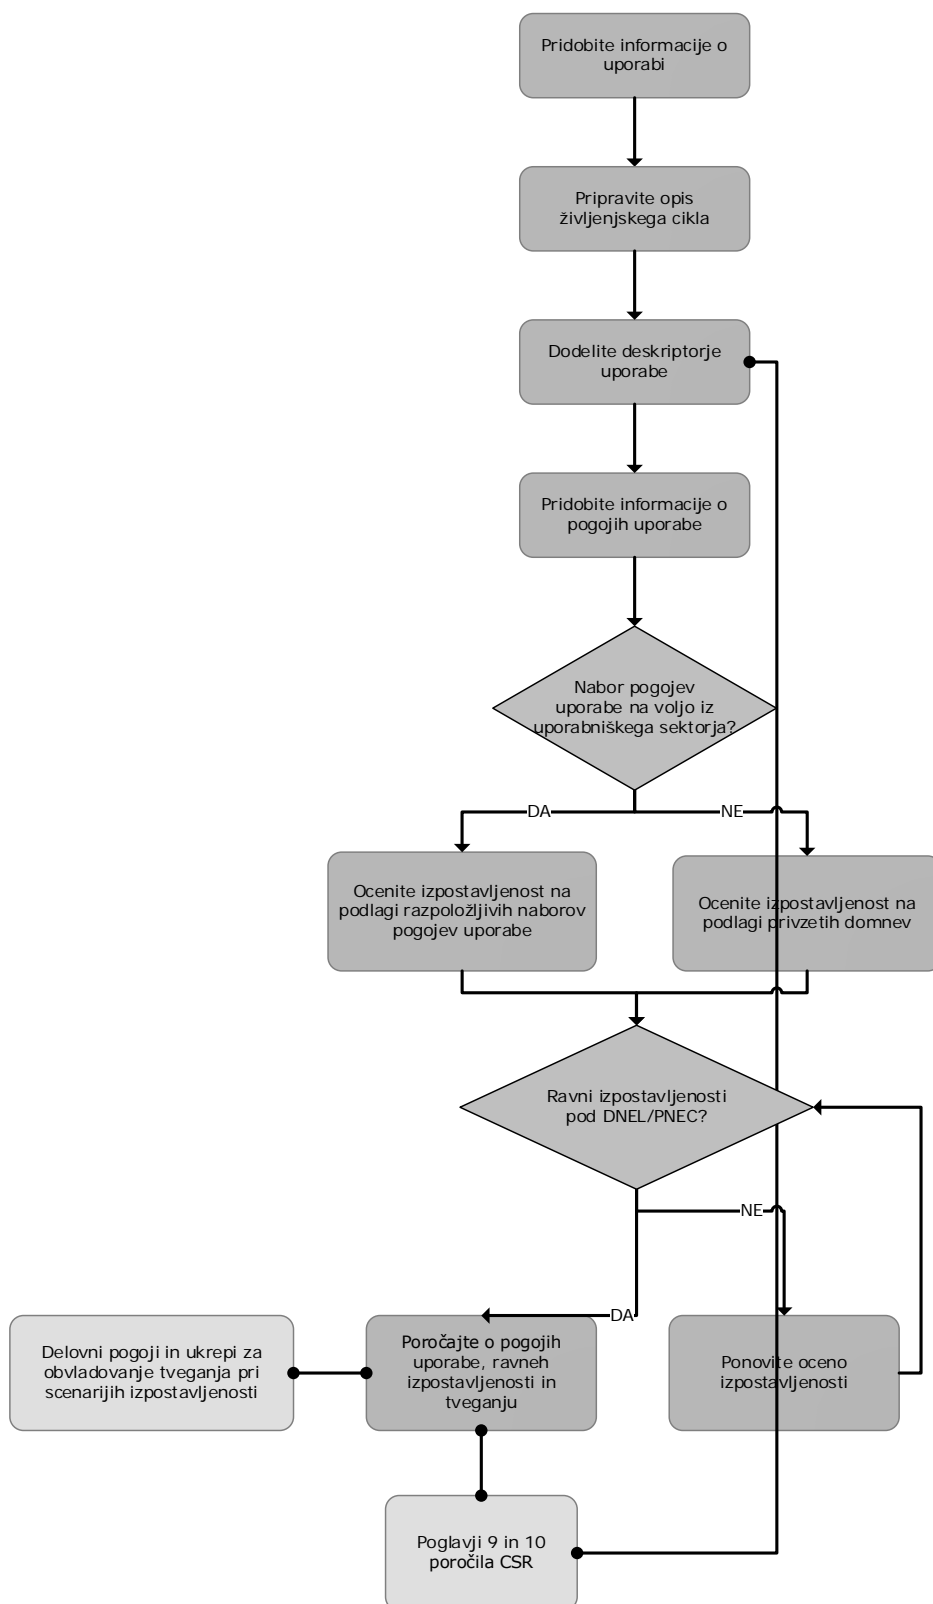 Pridobite informacije o
uporabi
Pripravite opis
življenjskega cikla
Dodelite deskriptorje
uporabe
Pridobite informacije o
pogojih uporabe
Nabor pogojev
uporabe na voljo iz
uporabniškega sektorja?
DA
NE
Ocenite izpostavljenost na
podlagi razpoložljivih naborov
pogojev uporabe
Ocenite izpostavljenost na
podlagi privzetih domnev
Ravni izpostavljenosti
pod DNEL/PNEC?
NE
DA
Delovni pogoji in ukrepi za
obvladovanje tveganja pri
scenarijih izpostavljenosti
Poročajte o pogojih
uporabe, ravneh
izpostavljenosti in
tveganju
Ponovite oceno
izpostavljenosti
Poglavji 9 in 10
poročila CSR